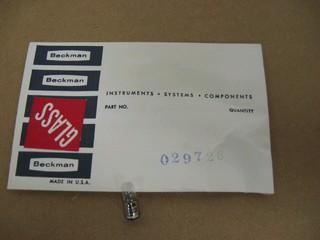 Beckman
INSTRUMENTS • SYSTEMS • COMPONENTS
Beckman
PART NO.
QUANTITY
GLASS
Beckman
029726
MADE IN U.S.A.